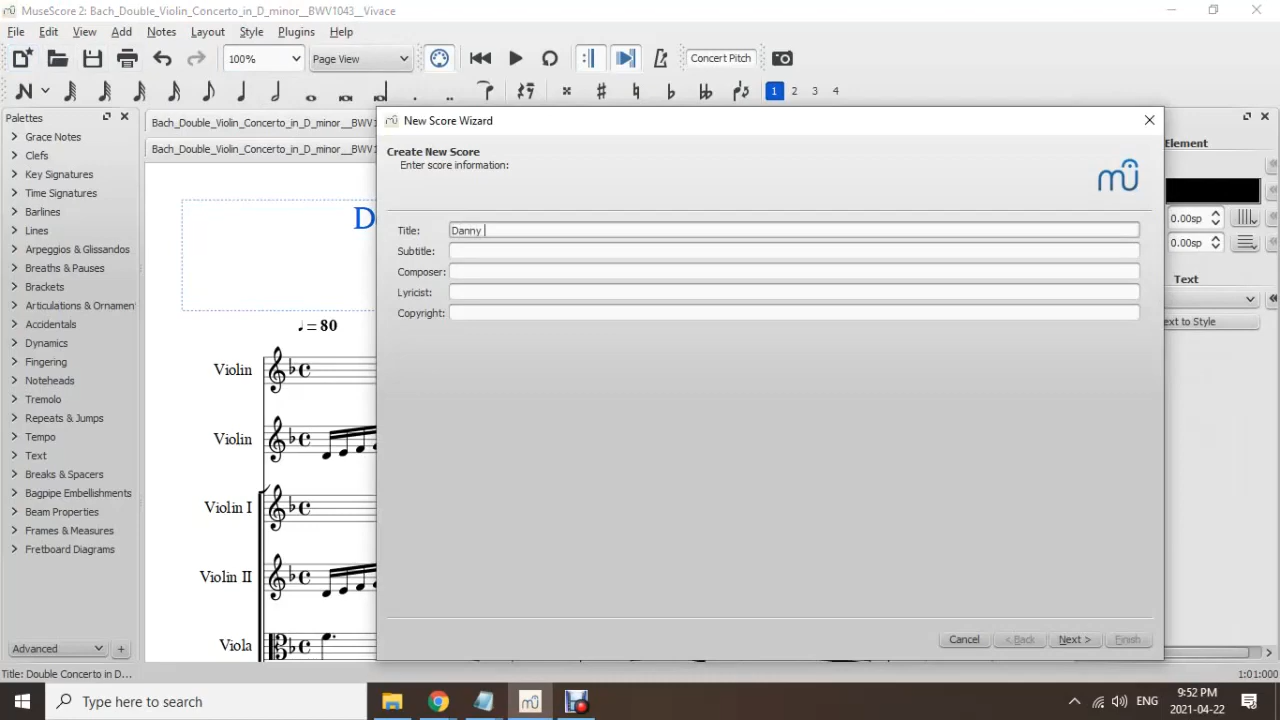 MuseScore 2: Bach_Double_Violin_Concerto_in_D_minor__BWV1043__Vivace
File Edit View Add Notes Layout Style Plugins Help
100% Page View Concert Pitch
1 2 3 4
Palettes
Grace Notes
Clefs
Key Signatures
Time Signatures
Barlines
Lines
Arpeggios & Glissandos
Breaths & Pauses
Brackets
Articulations & Ornamen
Accidentals
Dynamics
Fingering
Noteheads
Tremolo
Repeats & Jumps
Tempo
Text
Breaks & Spacers
Bagpipe Embellishments
Beam Properties
Frames & Measures
Fretboard Diagrams
Advanced +
Bach_Double_Violin_Concerto_in_D_minor__BWV1
Bach_Double_Violin_Concerto_in_D_minor__BWV1
D
= 80
Violin
Violin
Violin I
Violin II
Viola
New Score Wizard
Create New Score
Enter score information:
Title: Danny
Subtitle:
Composer:
Lyricist:
Copyright:
Cancel < Back Next > Finish
Element
0.00sp
0.00sp
Text
ext to Style
Title: Double Concerto in D... 1:01:000
Type here to search
ENG
9:52 PM
2021-04-22